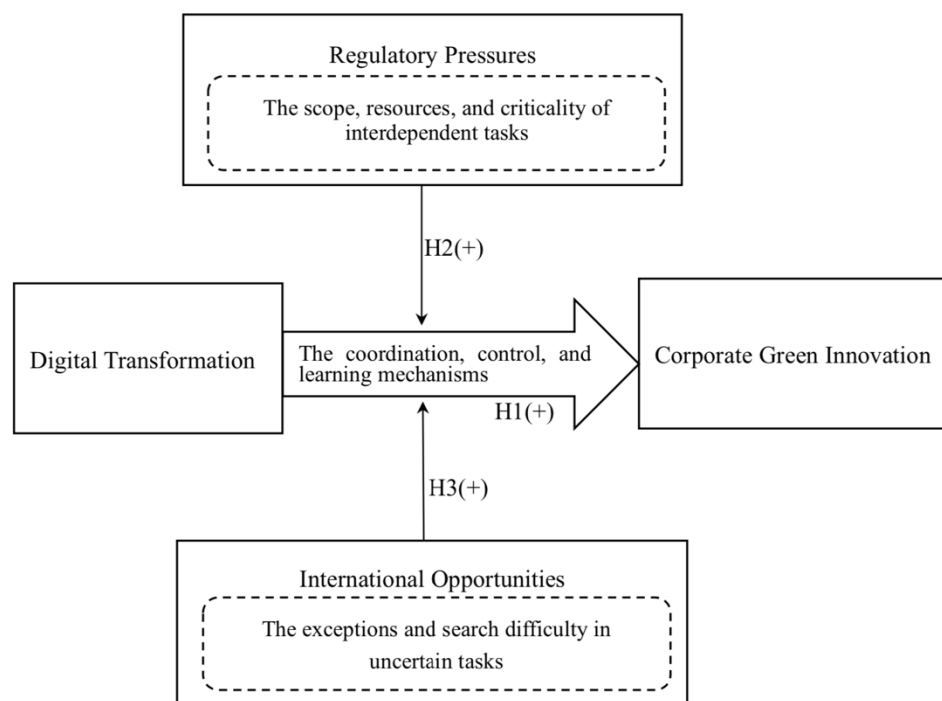 Regulatory Pressures
The scope, resources, and criticality of
interdependent tasks
H2(+)
Digital Transformation
The coordination, control, and
learning mechanisms
H1(+)
Corporate Green Innovation
H3(+)
International Opportunities
The exceptions and search difficulty in
uncertain tasks